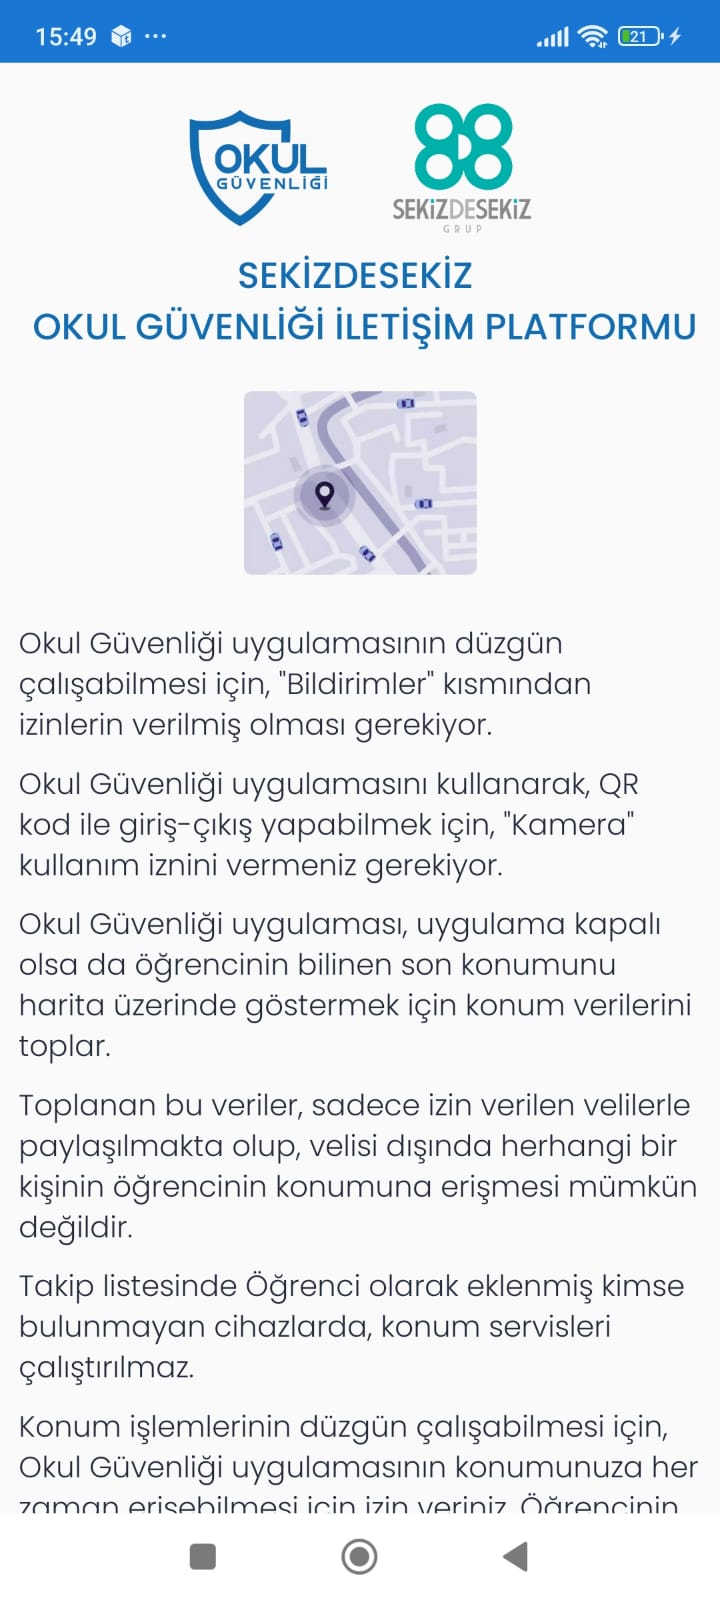 15:49
21
OKUL
GÜVENLİĞİ
SEKİZDESEKİZ
GRUP
SEKİZDESEKİZ
OKUL GÜVENLİĞİ İLETİŞİM PLATFORMU
Okul Güvenliği uygulamasının düzgün
çalışabilmesi için, "Bildirimler" kısmından
izinlerin verilmiş olması gerekiyor.
Okul Güvenliği uygulamasını kullanarak, QR
kod ile giriş-çıkış yapabilmek için, "Kamera"
kullanım iznini vermeniz gerekiyor.
Okul Güvenliği uygulaması, uygulama kapalı
olsa da öğrencinin bilinen son konumunu
harita üzerinde göstermek için konum verilerini
toplar.
Toplanan bu veriler, sadece izin verilen velilerle
paylaşılmakta olup, velisi dışında herhangi bir
kişinin öğrencinin konumuna erişmesi mümkün
değildir.
Takip listesinde Öğrenci olarak eklenmiş kimse
bulunmayan cihazlarda, konum servisleri
çalıştırılmaz.
Konum işlemlerinin düzgün çalışabilmesi için,
Okul Güvenliği uygulamasının konumunuza her
zaman erişebilmesi için izin veriniz. Öğrencinin